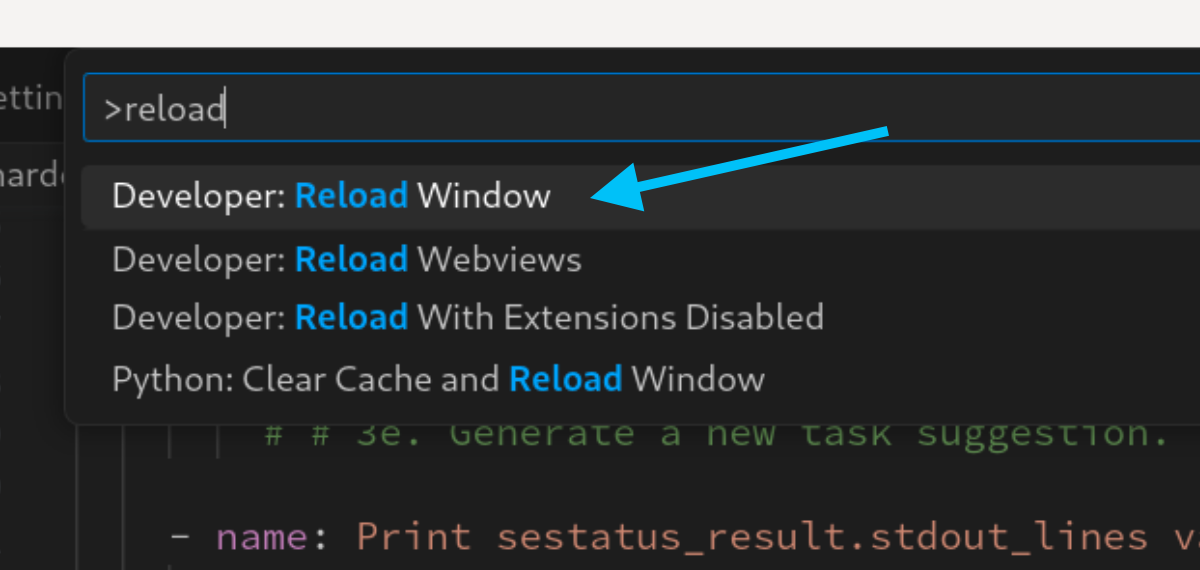 ettin
>reload
Developer: Reload Window
Developer: Reload Webviews
Developer: Reload With Extensions Disabled
Python: Clear Cache and Reload Window
# # 3e. Generate a new task suggestion.
- name: Print sestatus_result.stdout_lines